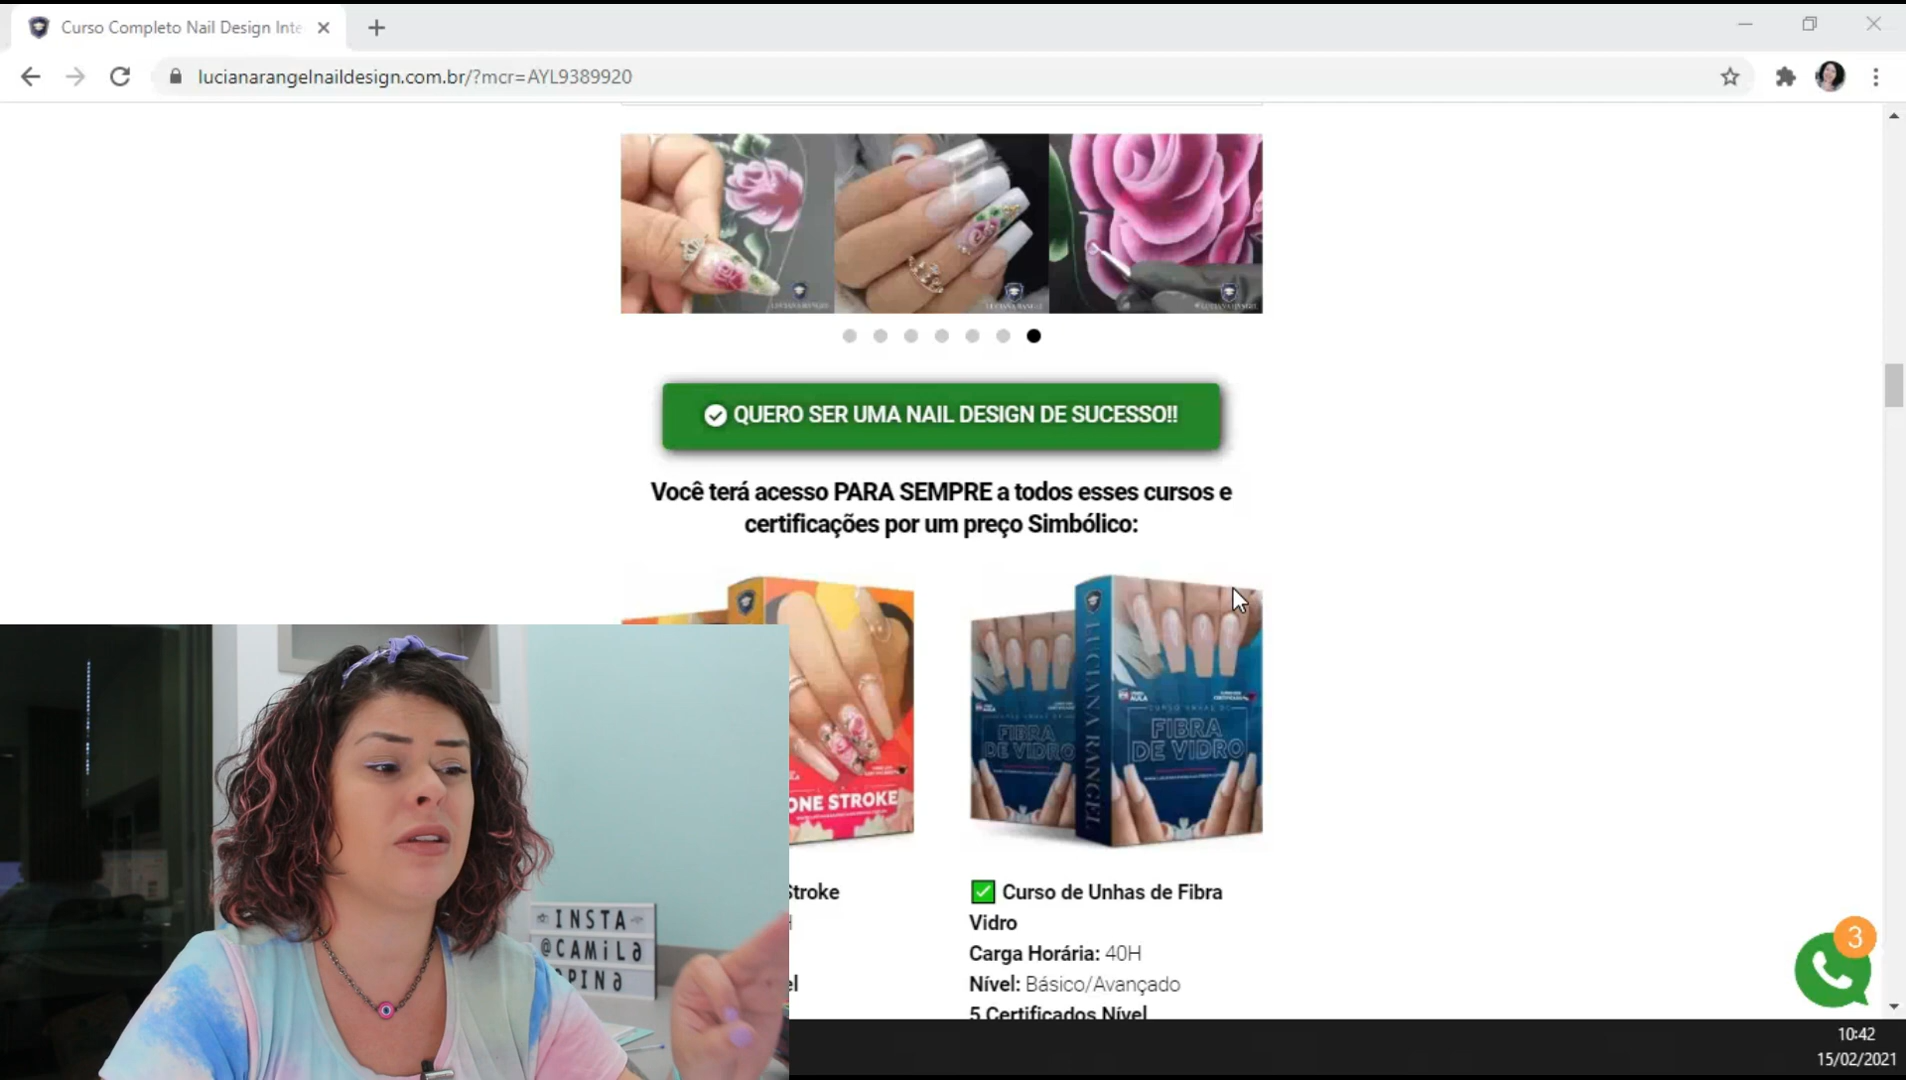 Curso Completo Nail Design Inte
lucianarangelnaildesign.com.br/?mcr=AYL9389920
QUERO SER UMA NAIL DESIGN DE SUCESSO!!
Você terá acesso PARA SEMPRE a todos esses cursos e
certificações por um preço Simbólico:
ONE STROKE
LUCIANA RANGEL
FIBRA
DE VIDRO
FIBRA
DE VIDRO
Stroke
H
el
Curso de Unhas de Fibra
Vidro
Carga Horária: 40H
Nível: Básico/Avançado
5 Certificados Nível
INSTA
@CAMILA
PINA
3
10:42
15/02/2021